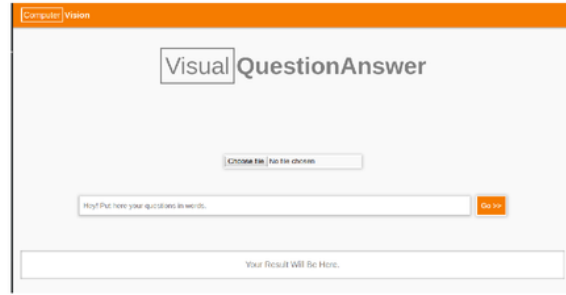 Computer Vision
Visual QuestionAnswer
Choose file No file chosen
Hey! Put here your questions in words.
Go >>
Your Result Will Be Here.